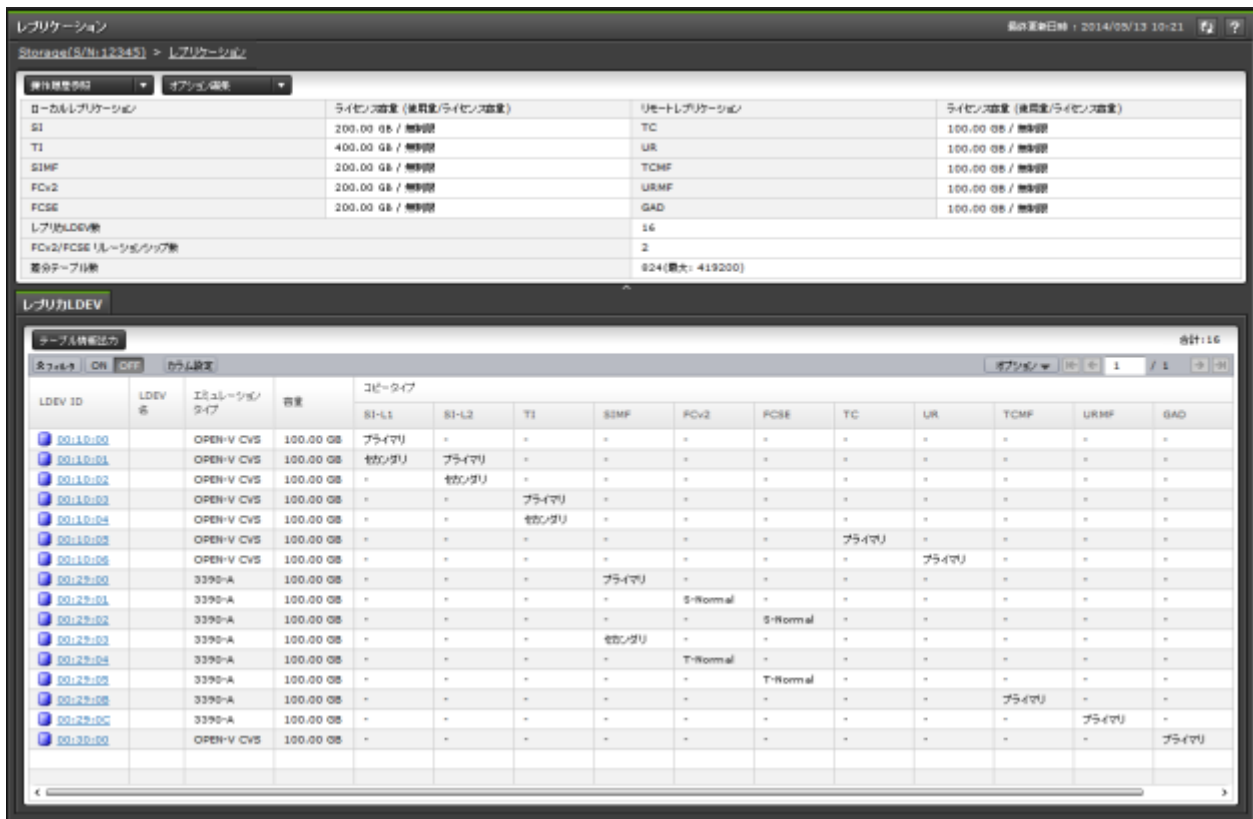 レプリケーション 最終更新日時 : 2014/05/13 10:21 ?
Storage(S/N:12345) > レプリケーション
操作履歴参照 オプション編集
ローカルレプリケーション ライセンス容量 (使用量/ライセンス容量) リモートレプリケーション ライセンス容量 (使用量/ライセンス容量)
SI 200.00 GB / 無制限 TC 100.00 GB / 無制限
TI 400.00 GB / 無制限 UR 100.00 GB / 無制限
SIMF 200.00 GB / 無制限 TCMF 100.00 GB / 無制限
FCv2 200.00 GB / 無制限 URMF 100.00 GB / 無制限
FCSE 200.00 GB / 無制限 GAD 100.00 GB / 無制限
レプリカLDEV数 16
FCv2/FCSE リレーションシップ数 2
差分テーブル数 824(最大: 419200)
レプリカLDEV
テーブル情報出力 合計:16
全フィルタ ON OFF カラム設定 オプション 1 / 1
LDEV ID LDEV名 エミュレーションタイプ 容量 コピータイプ
SI-L1 SI-L2 TI SIMF FCv2 FCSE TC UR TCMF URMF GAD
00:10:00 OPEN-V CVS 100.00 GB プライマリ - - - - - - - - - -
00:10:01 OPEN-V CVS 100.00 GB セカンダリ プライマリ - - - - - - - - -
00:10:02 OPEN-V CVS 100.00 GB - セカンダリ - - - - - - - - -
00:10:03 OPEN-V CVS 100.00 GB - - プライマリ - - - - - - - -
00:10:04 OPEN-V CVS 100.00 GB - - セカンダリ - - - - - - - -
00:10:05 OPEN-V CVS 100.00 GB - - - - - - プライマリ - - - -
00:10:06 OPEN-V CVS 100.00 GB - - - - - - - プライマリ - - -
00:29:00 3390-A 100.00 GB - - - プライマリ - - - - - - -
00:29:01 3390-A 100.00 GB - - - - S-Normal - - - - - -
00:29:02 3390-A 100.00 GB - - - - - S-Normal - - - - -
00:29:03 3390-A 100.00 GB - - - セカンダリ - - - - - - -
00:29:04 3390-A 100.00 GB - - - - T-Normal - - - - - -
00:29:05 3390-A 100.00 GB - - - - - T-Normal - - - - -
00:29:0B 3390-A 100.00 GB - - - - - - - - プライマリ - -
00:29:0C 3390-A 100.00 GB - - - - - - - - - プライマリ -
00:30:00 OPEN-V CVS 100.00 GB - - - - - - - - - - プライマリ